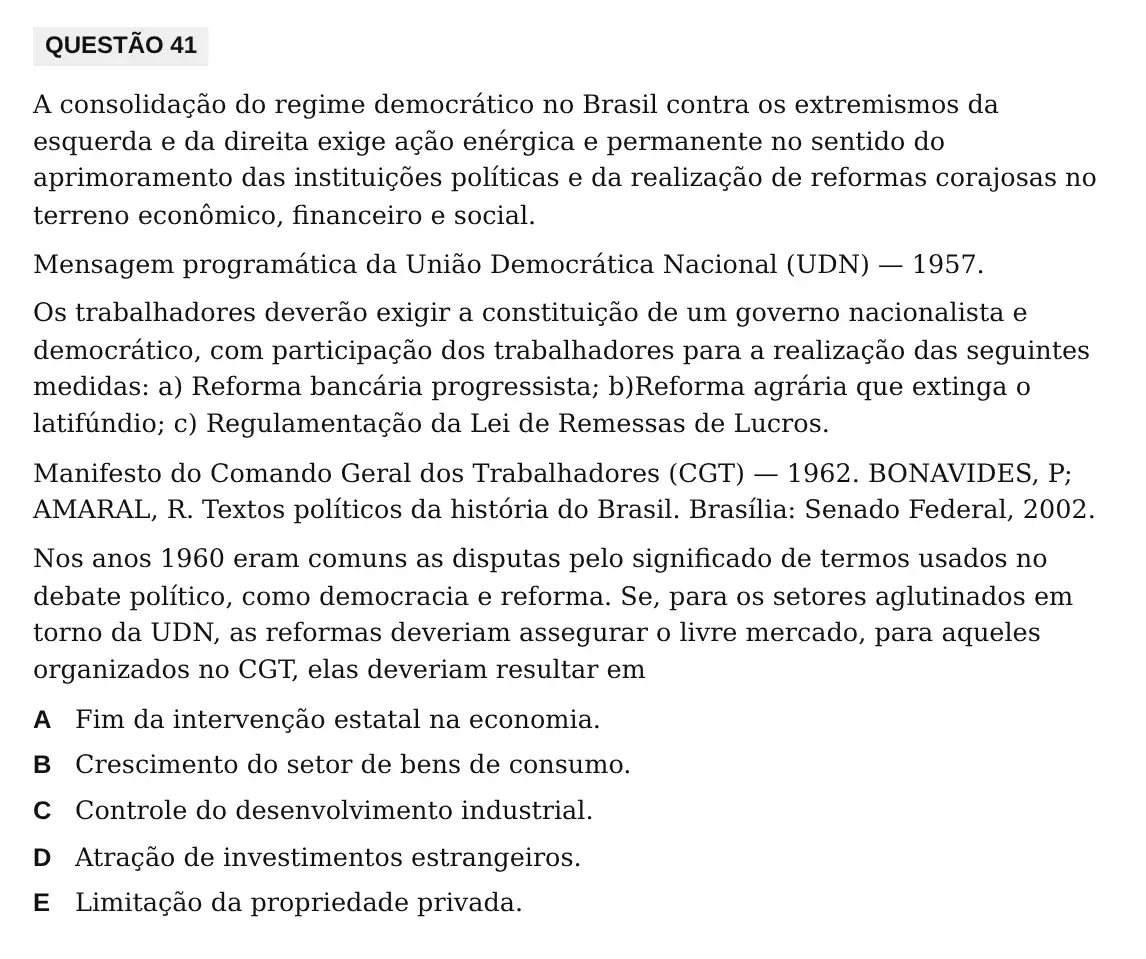 QUESTÃO 41
A consolidação do regime democrático no Brasil contra os extremismos da
esquerda e da direita exige ação enérgica e permanente no sentido do
aprimoramento das instituições políticas e da realização de reformas corajosas no
terreno econômico, financeiro e social.
Mensagem programática da União Democrática Nacional (UDN) — 1957.
Os trabalhadores deverão exigir a constituição de um governo nacionalista e
democrático, com participação dos trabalhadores para a realização das seguintes
medidas: a) Reforma bancária progressista; b)Reforma agrária que extinga o
latifúndio; c) Regulamentação da Lei de Remessas de Lucros.
Manifesto do Comando Geral dos Trabalhadores (CGT) — 1962. BONAVIDES, P;
AMARAL, R. Textos políticos da história do Brasil. Brasília: Senado Federal, 2002.
Nos anos 1960 eram comuns as disputas pelo significado de termos usados no
debate político, como democracia e reforma. Se, para os setores aglutinados em
torno da UDN, as reformas deveriam assegurar o livre mercado, para aqueles
organizados no CGT, elas deveriam resultar em
A Fim da intervenção estatal na economia.
B Crescimento do setor de bens de consumo.
C Controle do desenvolvimento industrial.
D Atração de investimentos estrangeiros.
E Limitação da propriedade privada.